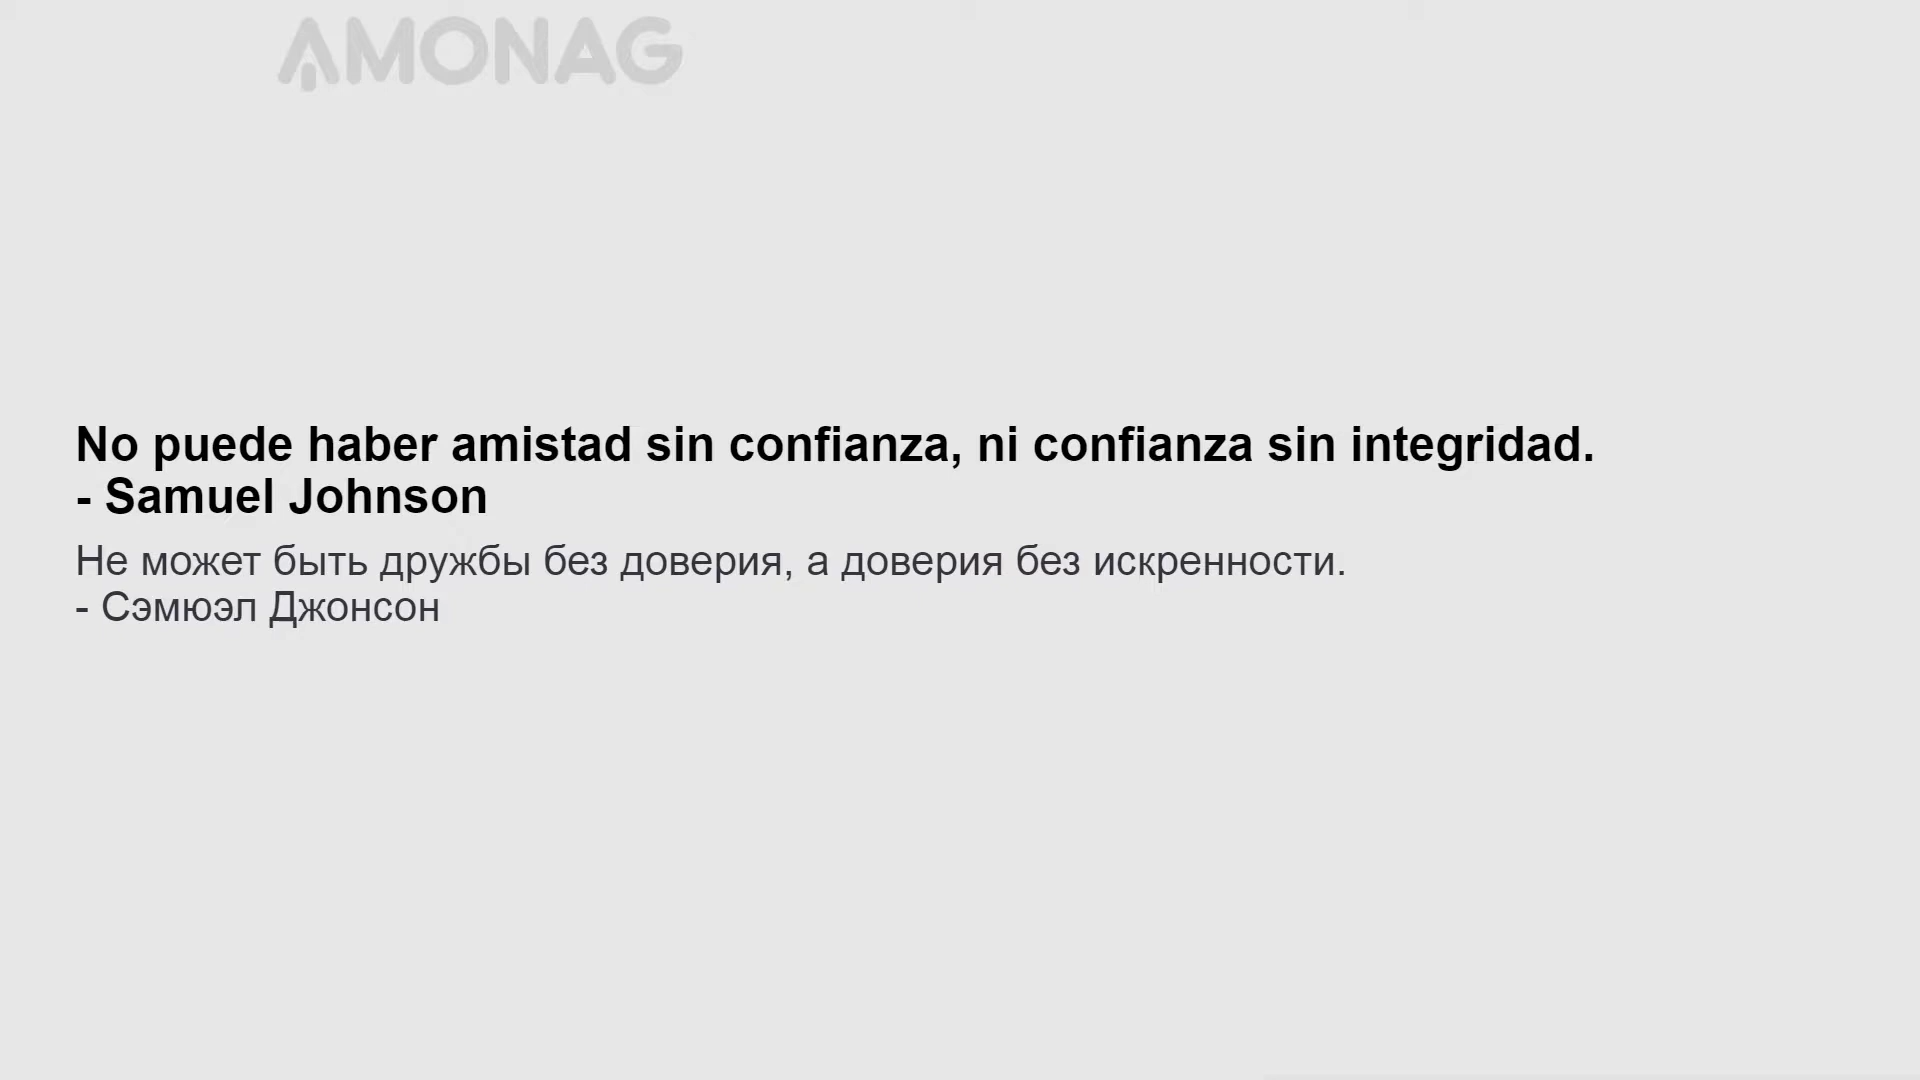 AMONAG
No puede haber amistad sin confianza, ni confianza sin integridad.
- Samuel Johnson
Не может быть дружбы без доверия, а доверия без искренности.
- Сэмюэл Джонсон